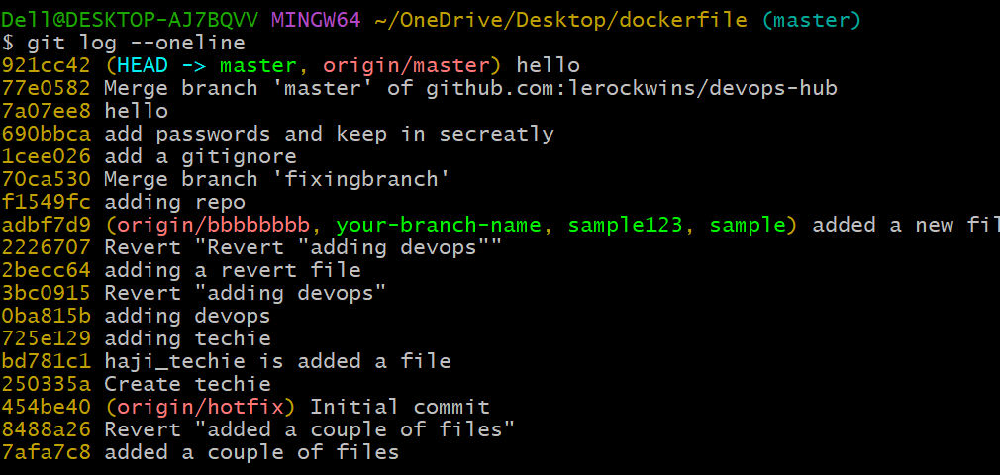 Dell@DESKTOP-AJ7BQVV MINGW64 ~/OneDrive/Desktop/dockerfile (master)
$ git log --oneline
921cc42 (HEAD -> master, origin/master) hello
77e0582 Merge branch 'master' of github.com:lerockwins/devops-hub
7a07ee8 hello
690bbca add passwords and keep in secreatly
1cee026 add a gitignore
70ca530 Merge branch 'fixingbranch'
f1549fc adding repo
adbf7d9 (origin/bbbbbbbb, your-branch-name, sample123, sample) added a new fil
2226707 Revert "Revert "adding devops""
2becc64 adding a revert file
3bc0915 Revert "adding devops"
0ba815b adding devops
725e129 adding techie
bd781c1 haji_techie is added a file
250335a Create techie
454be40 (origin/hotfix) Initial commit
8488a26 Revert "added a couple of files"
7afa7c8 added a couple of files